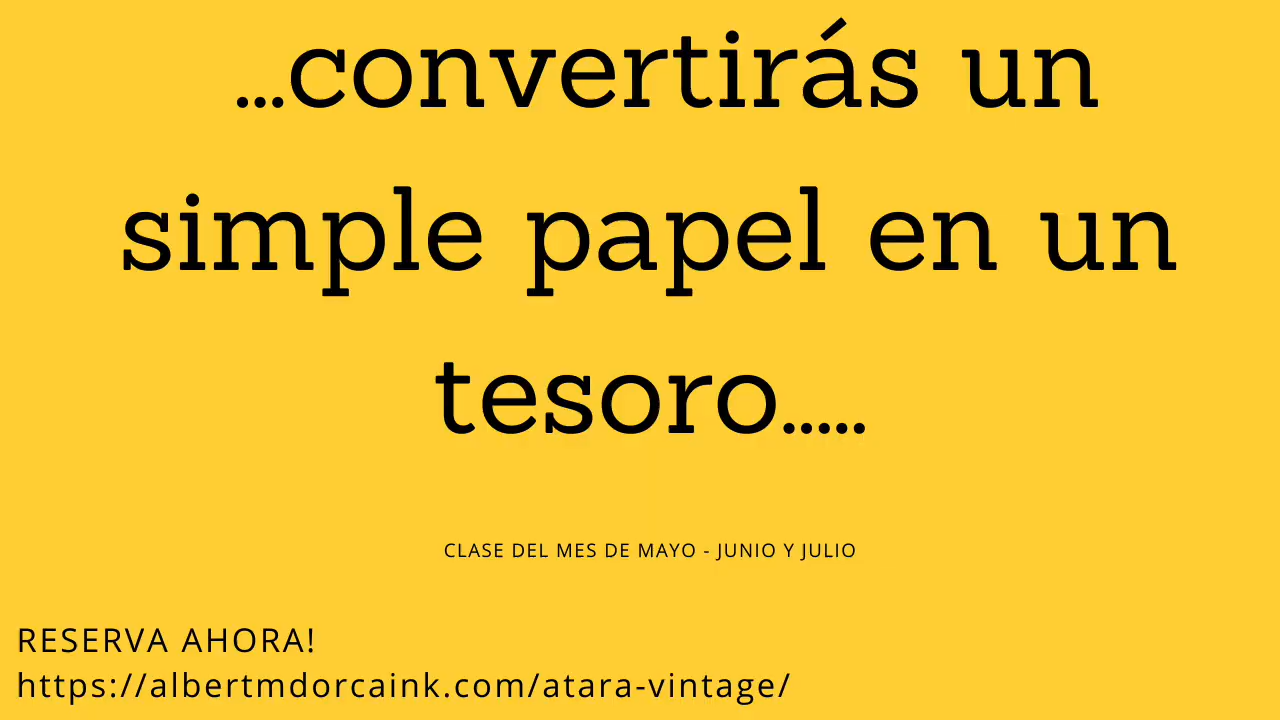 ...convertirás un
simple papel en un
tesoro.....
CLASE DEL MES DE MAYO - JUNIO Y JULIO
RESERVA AHORA!
https://albertmdorcaink.com/atara-vintage/